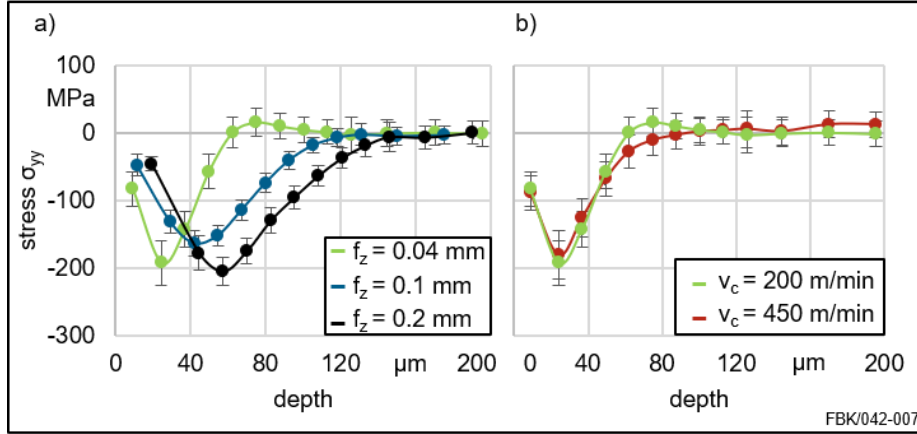 a)
b)
100
MPa
0
-100
-200
-300
stress σyy
fz = 0.04 mm
fz = 0.1 mm
fz = 0.2 mm
vc = 200 m/min
vc = 450 m/min
0 40 80 120 μm 200
0 40 80 120 μm 200
depth
depth
FBK/042-007